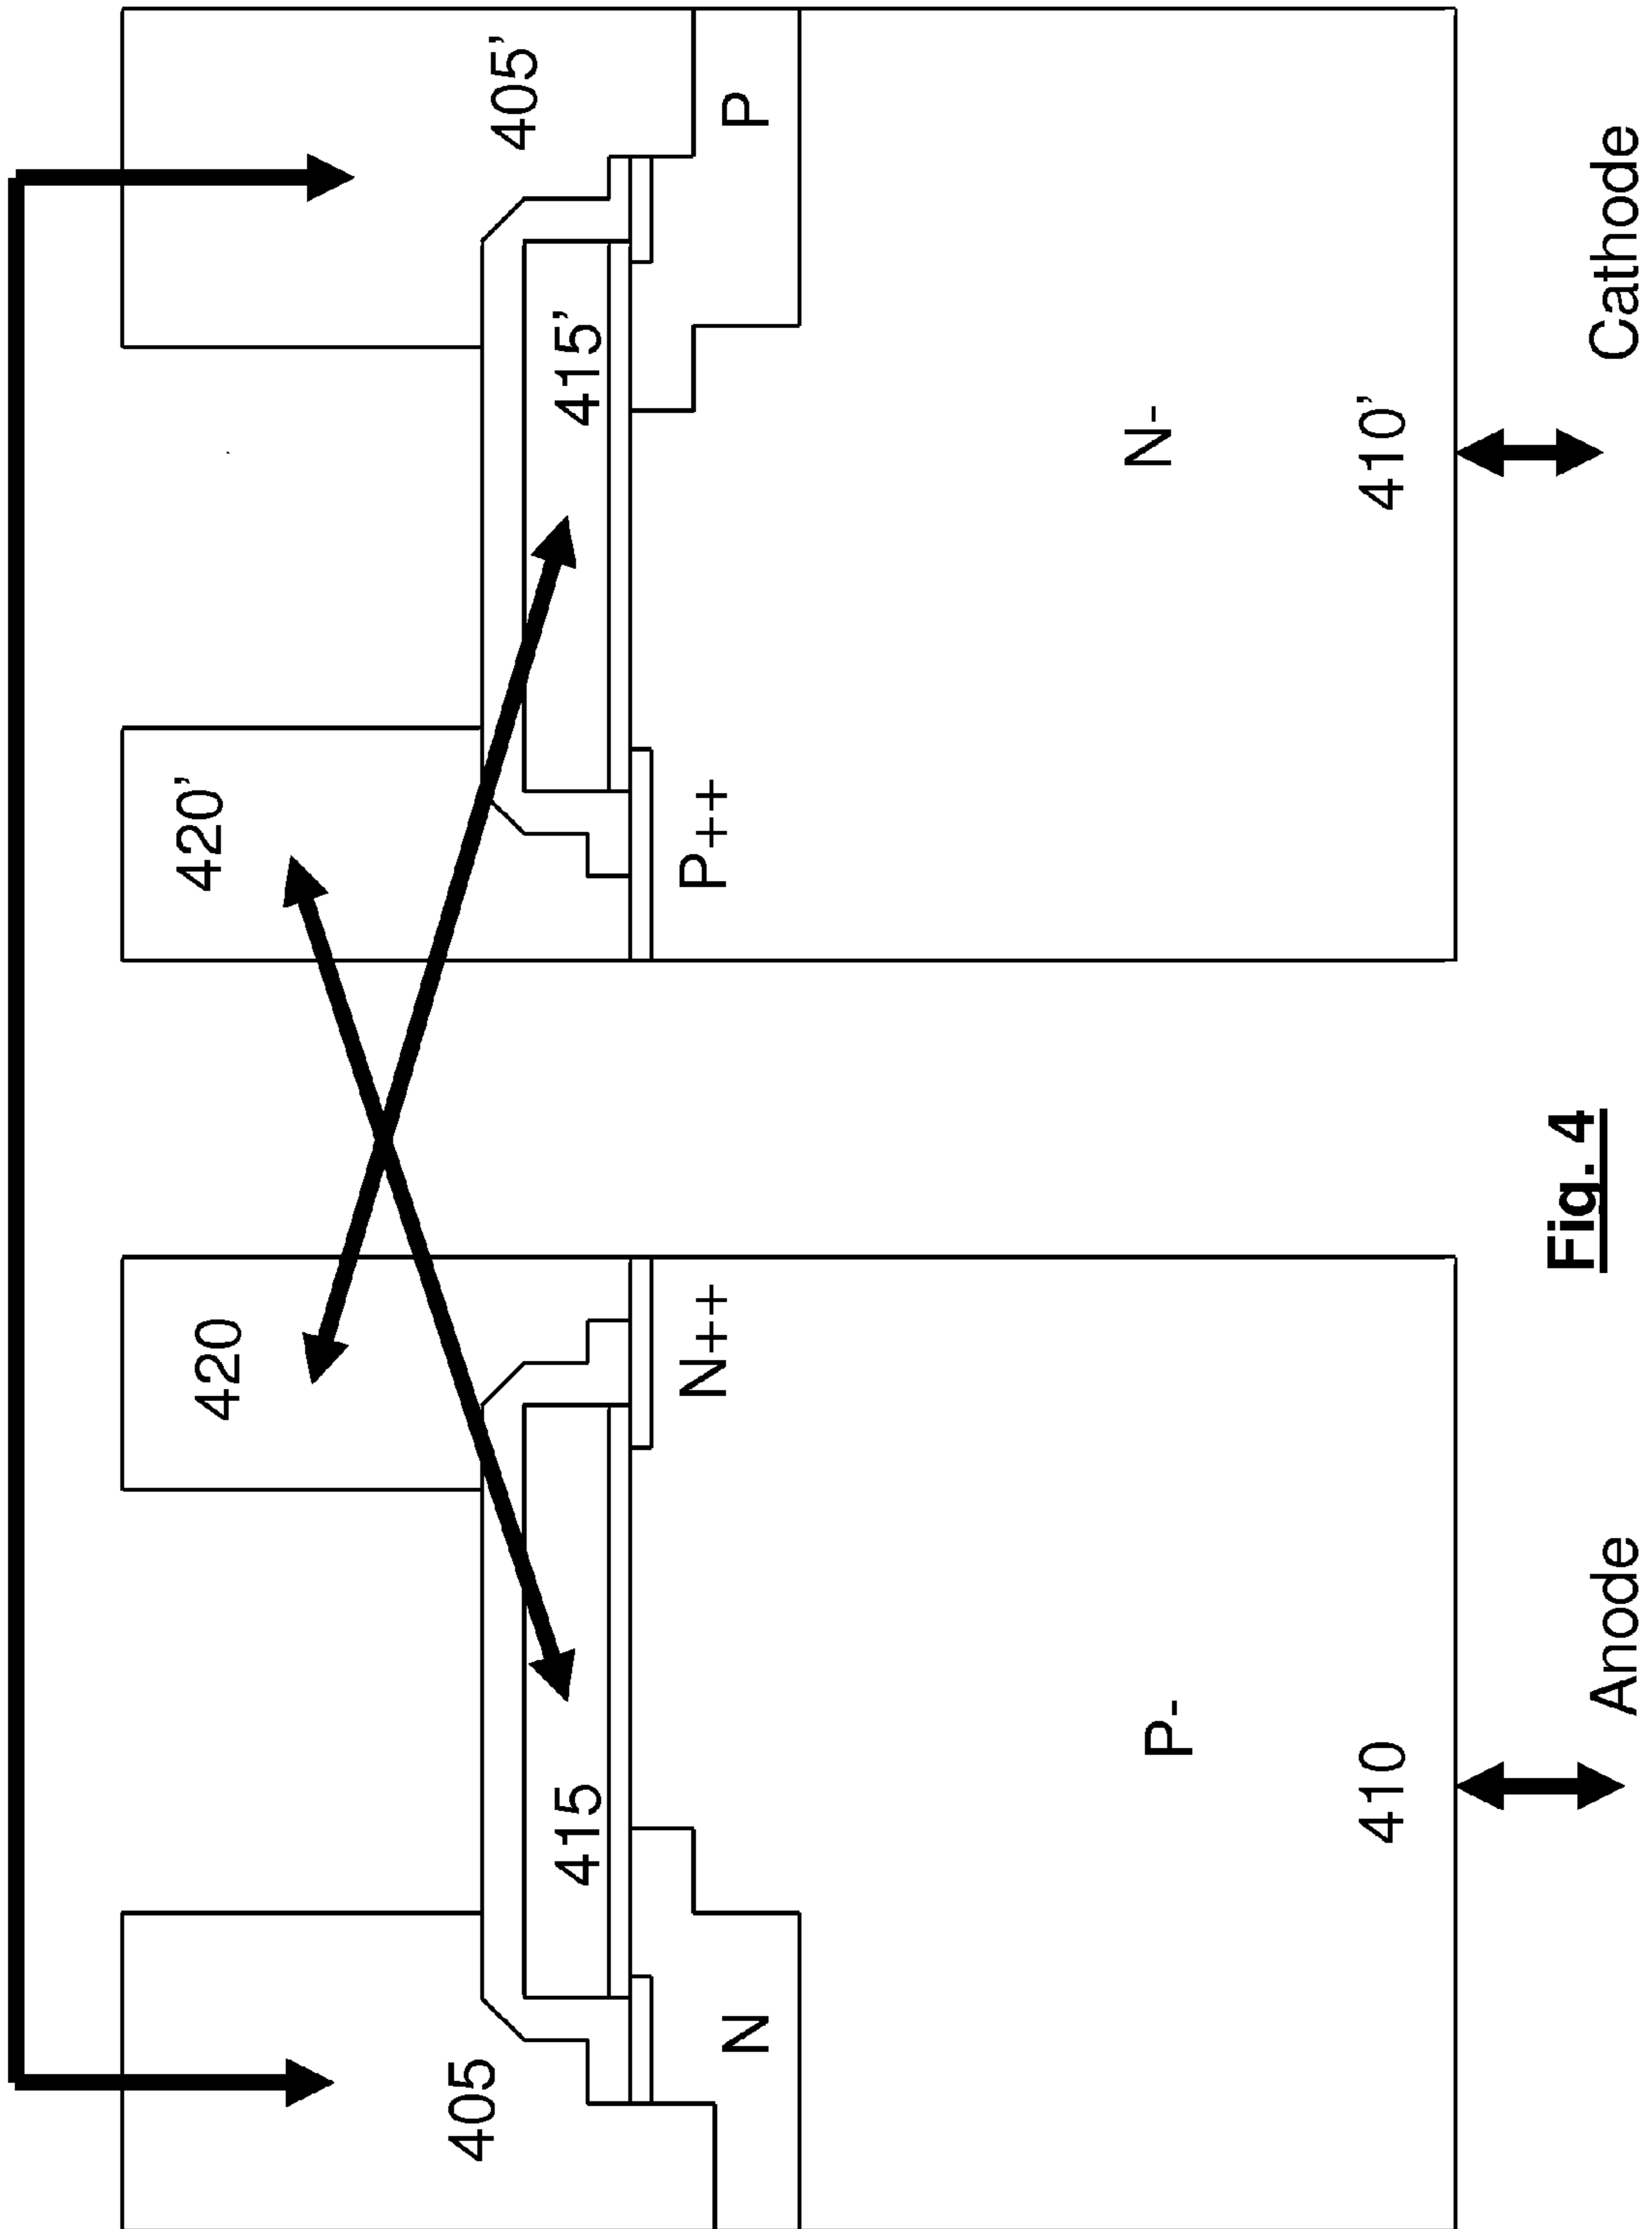 420 420'
405 405'
415 415'
N++ P++
N P
P- N-
410 410'
Fig. 4
Anode Cathode